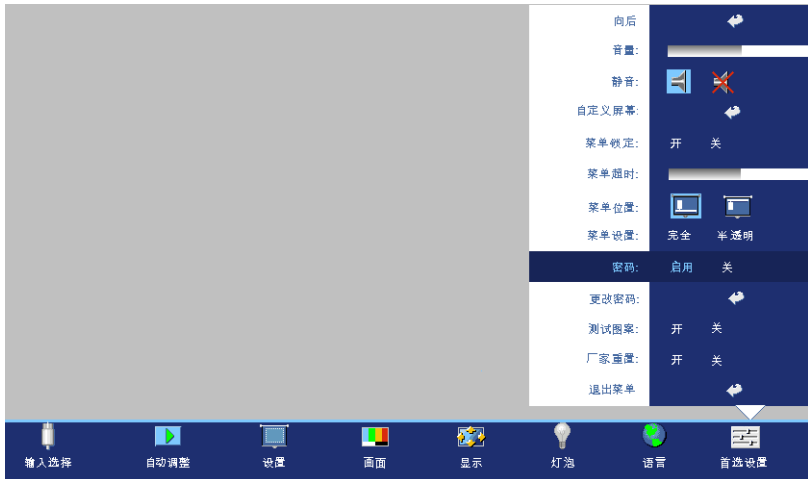 向后
音量:
静音:
自定义屏幕:
菜单锁定: 开 关
菜单超时:
菜单位置:
菜单设置: 完全 半透明
密码: 启用 关
更改密码:
测试图案: 开 关
厂家重置: 开 关
退出菜单
输入选择 自动调整 设置 画面 显示 灯泡 语言 首选设置